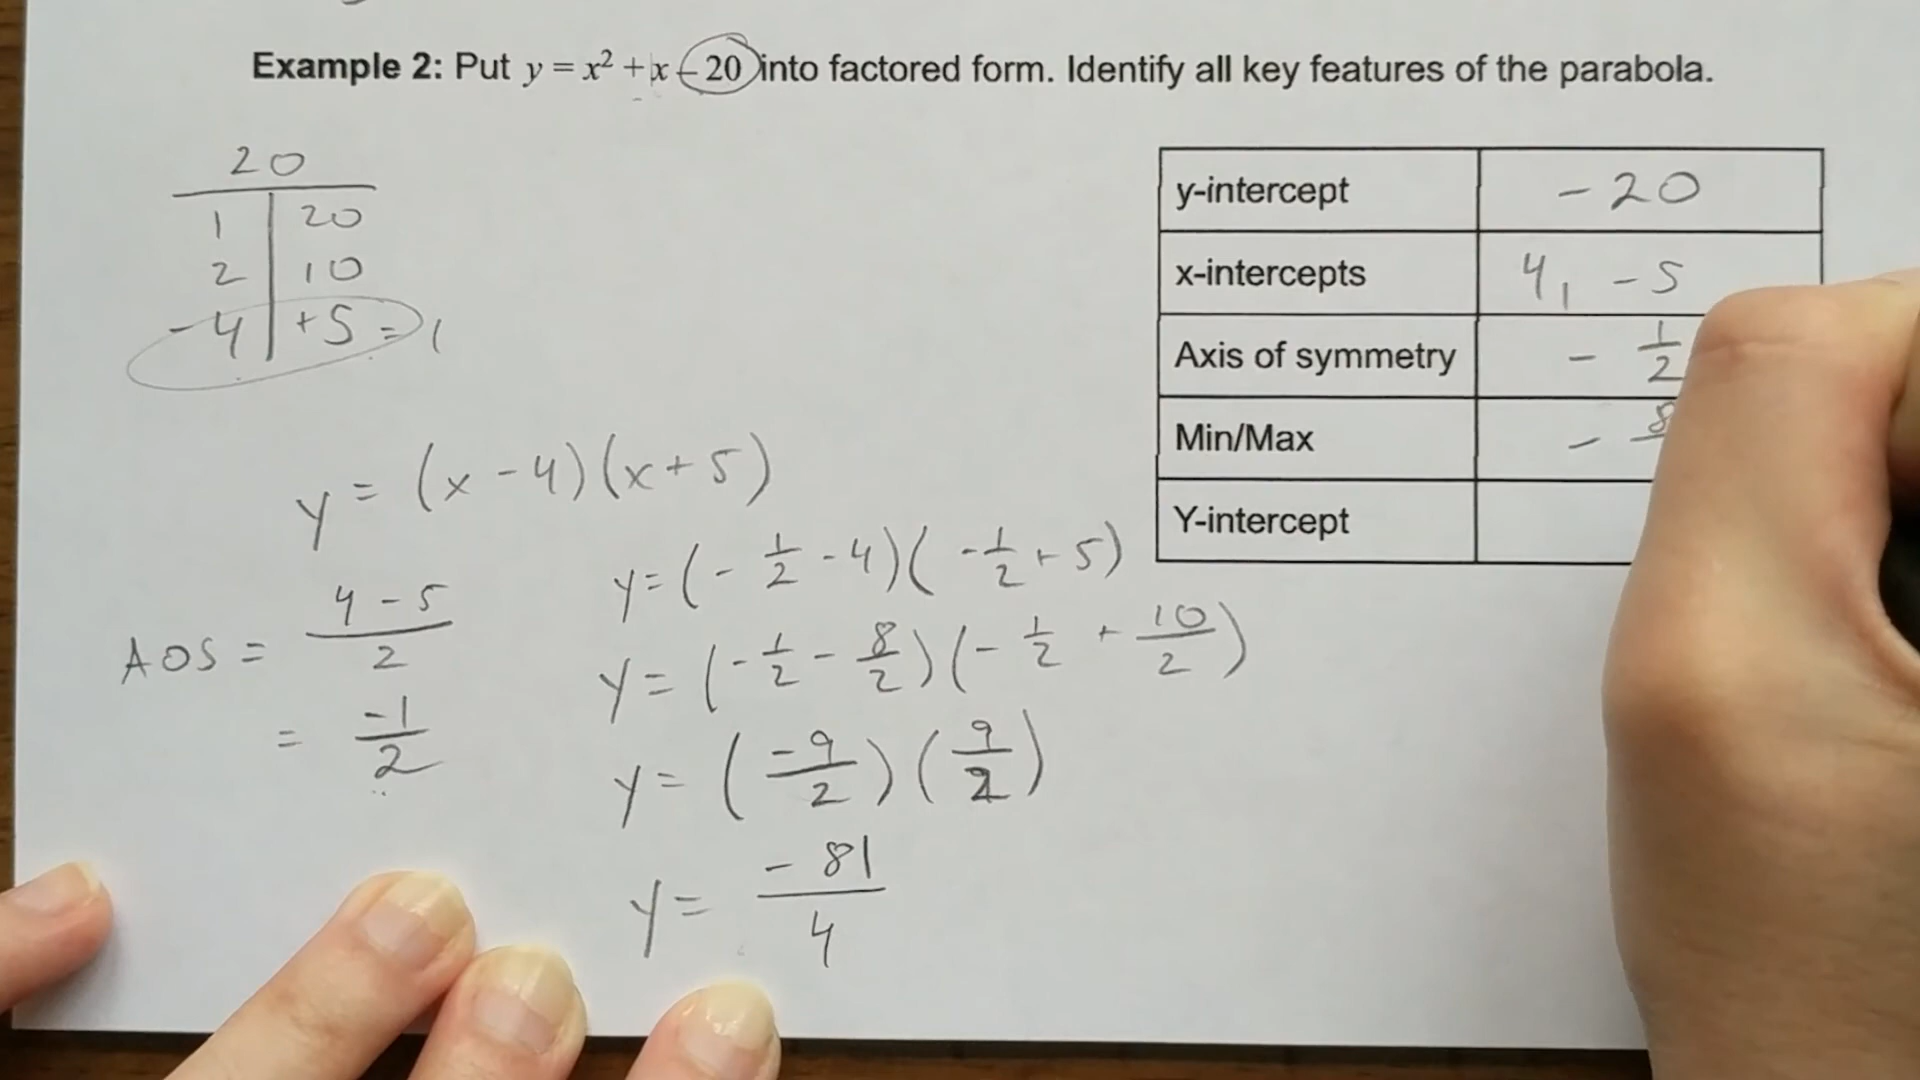 Example 2: Put y = x² + x – 20 into factored form. Identify all key features of the parabola.
20
1 | 20
2 | 10
-4 | +5 = 1
y = (x - 4)(x + 5)
AOS = (4 - 5)/2
= -1/2
y = (-1/2 - 4)(-1/2 + 5)
y = (-1/2 - 8/2)(-1/2 + 10/2)
y = (-9/2)(9/2)
y = -81/4
y-intercept -20
x-intercepts 4, -5
Axis of symmetry - 1/2
Min/Max - 8
Y-intercept